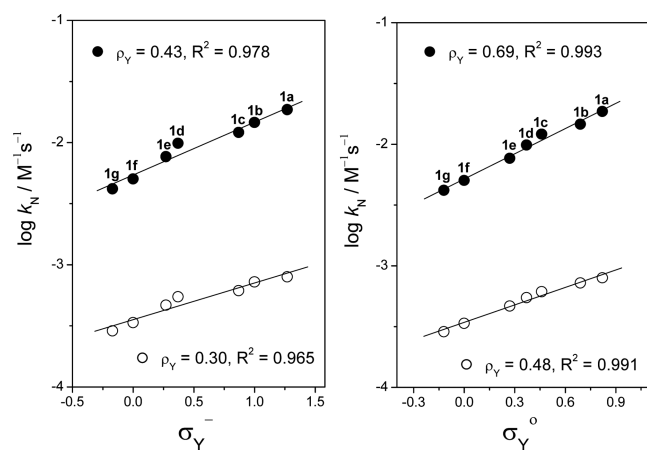 ρY = 0.43, R² = 0.978
1a
1b
1c
1d
1e
1f
1g
ρY = 0.30, R² = 0.965
log kN / M⁻¹s⁻¹
-1
-2
-3
-4
-0.5 0.0 0.5 1.0 1.5
σY⁻
ρY = 0.69, R² = 0.993
1a
1b
1c
1d
1e
1f
1g
ρY = 0.48, R² = 0.991
log kN / M⁻¹s⁻¹
-1
-2
-3
-4
-0.3 0.0 0.3 0.6 0.9
σYᵒ